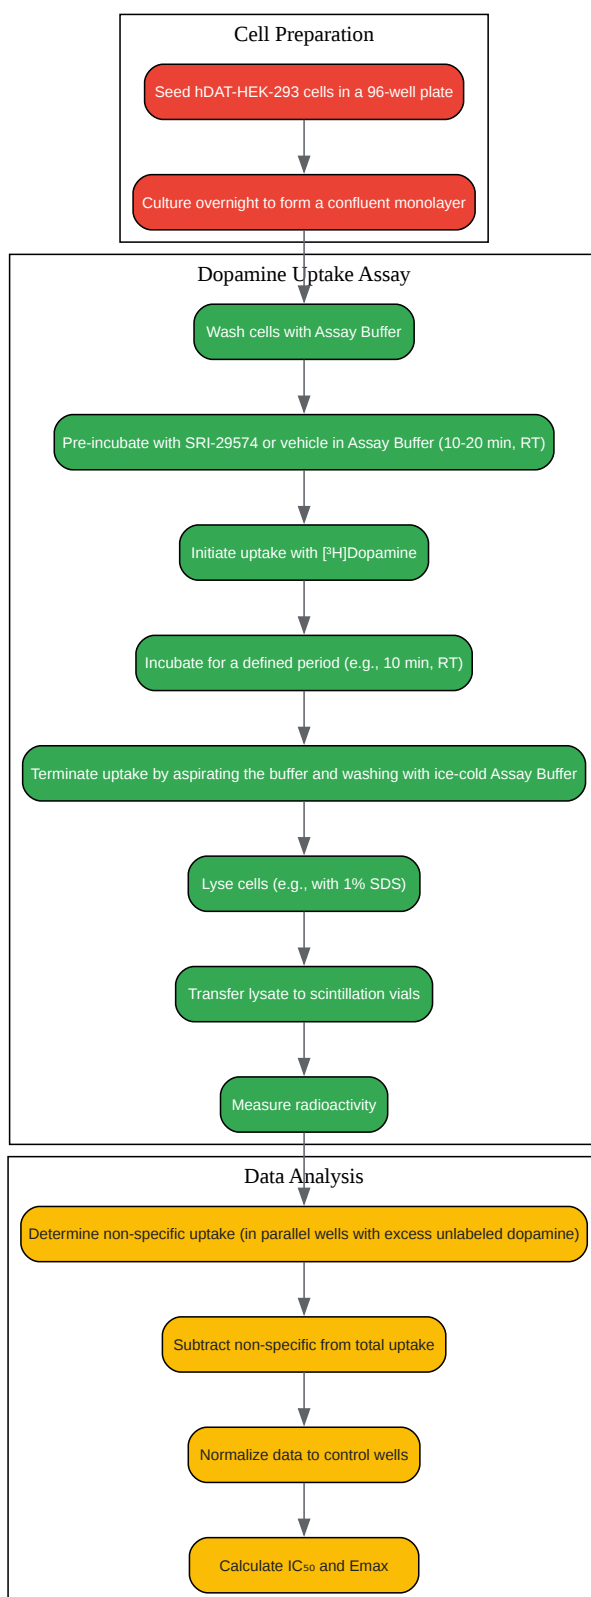 Cell Preparation
Seed hDAT-HEK-293 cells in a 96-well plate
Culture overnight to form a confluent monolayer
Dopamine Uptake Assay
Wash cells with Assay Buffer
Pre-incubate with SRI-29574 or vehicle in Assay Buffer (10-20 min, RT)
Initiate uptake with [³H]Dopamine
Incubate for a defined period (e.g., 10 min, RT)
Terminate uptake by aspirating the buffer and washing with ice-cold Assay Buffer
Lyse cells (e.g., with 1% SDS)
Transfer lysate to scintillation vials
Measure radioactivity
Data Analysis
Determine non-specific uptake (in parallel wells with excess unlabeled dopamine)
Subtract non-specific from total uptake
Normalize data to control wells
Calculate IC₅₀ and Emax